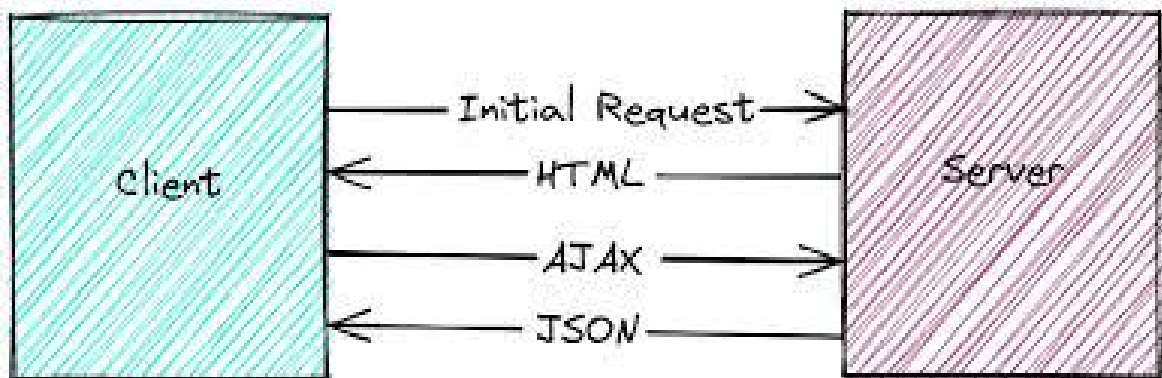 Client
Initial Request
HTML
AJAX
JSON
Server